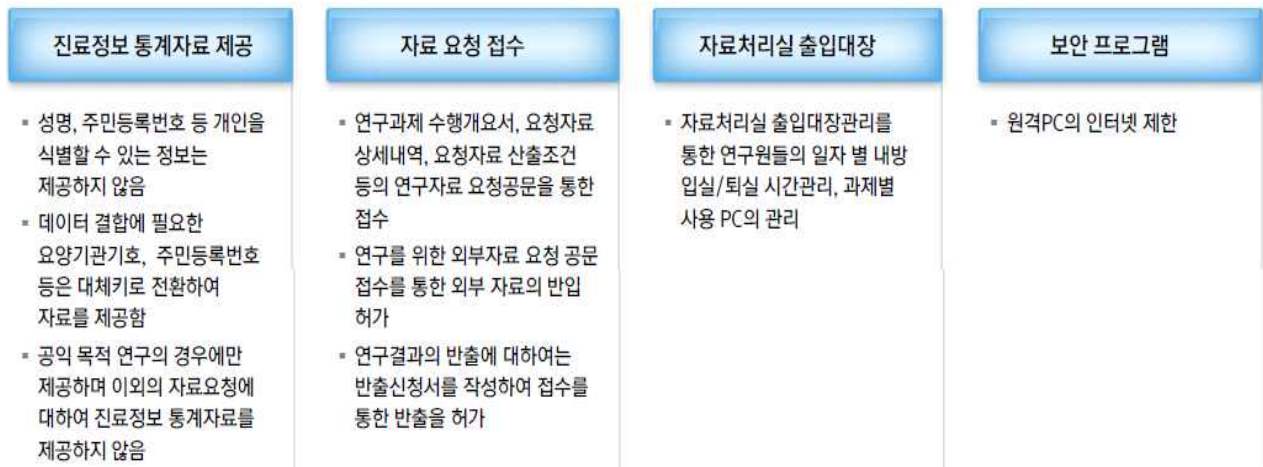 진료정보 통계자료 제공
▪ 성명, 주민등록번호 등 개인을
식별할 수 있는 정보는
제공하지 않음
▪ 데이터 결합에 필요한
요양기관기호, 주민등록번호
등은 대체키로 전환하여
자료를 제공함
▪ 공익 목적 연구의 경우에만
제공하며 이외의 자료요청에
대하여 진료정보 통계자료를
제공하지 않음
자료 요청 접수
▪ 연구과제 수행개요서, 요청자료
상세내역, 요청자료 산출조건
등의 연구자료 요청공문을 통한
접수
▪ 연구를 위한 외부자료 요청 공문
접수를 통한 외부 자료의 반입
허가
▪ 연구결과의 반출에 대하여는
반출신청서를 작성하여 접수를
통한 반출을 허가
자료처리실 출입대장
▪ 자료처리실 출입대장관리를
통한 연구원들의 일자 별 내방
입실/퇴실 시간관리, 과제별
사용 PC의 관리
보안 프로그램
▪ 원격PC의 인터넷 제한